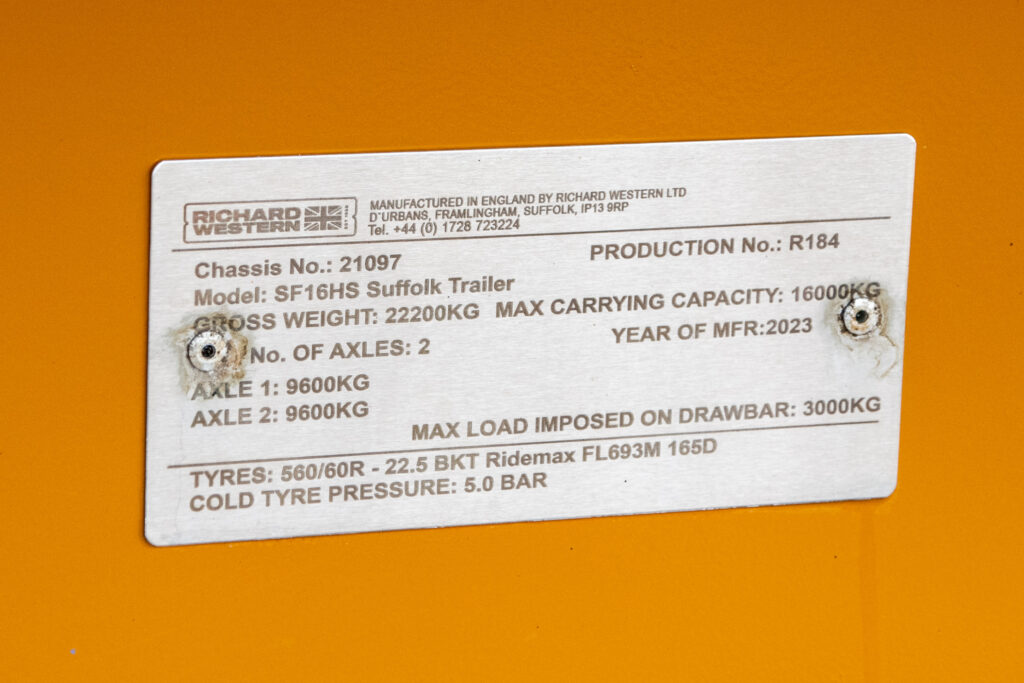 RICHARD
WESTERN
MANUFACTURED IN ENGLAND BY RICHARD WESTERN LTD
D'URBANS, FRAMLINGHAM, SUFFOLK, IP13 9RP
Tel. +44 (0) 1728 723224
Chassis No.: 21097
PRODUCTION No.: R184
Model: SF16HS Suffolk Trailer
GROSS WEIGHT: 22200KG MAX CARRYING CAPACITY: 16000KG
No. OF AXLES: 2
YEAR OF MFR:2023
AXLE 1: 9600KG
AXLE 2: 9600KG
MAX LOAD IMPOSED ON DRAWBAR: 3000KG
TYRES: 560/60R - 22.5 BKT Ridemax FL693M 165D
COLD TYRE PRESSURE: 5.0 BAR